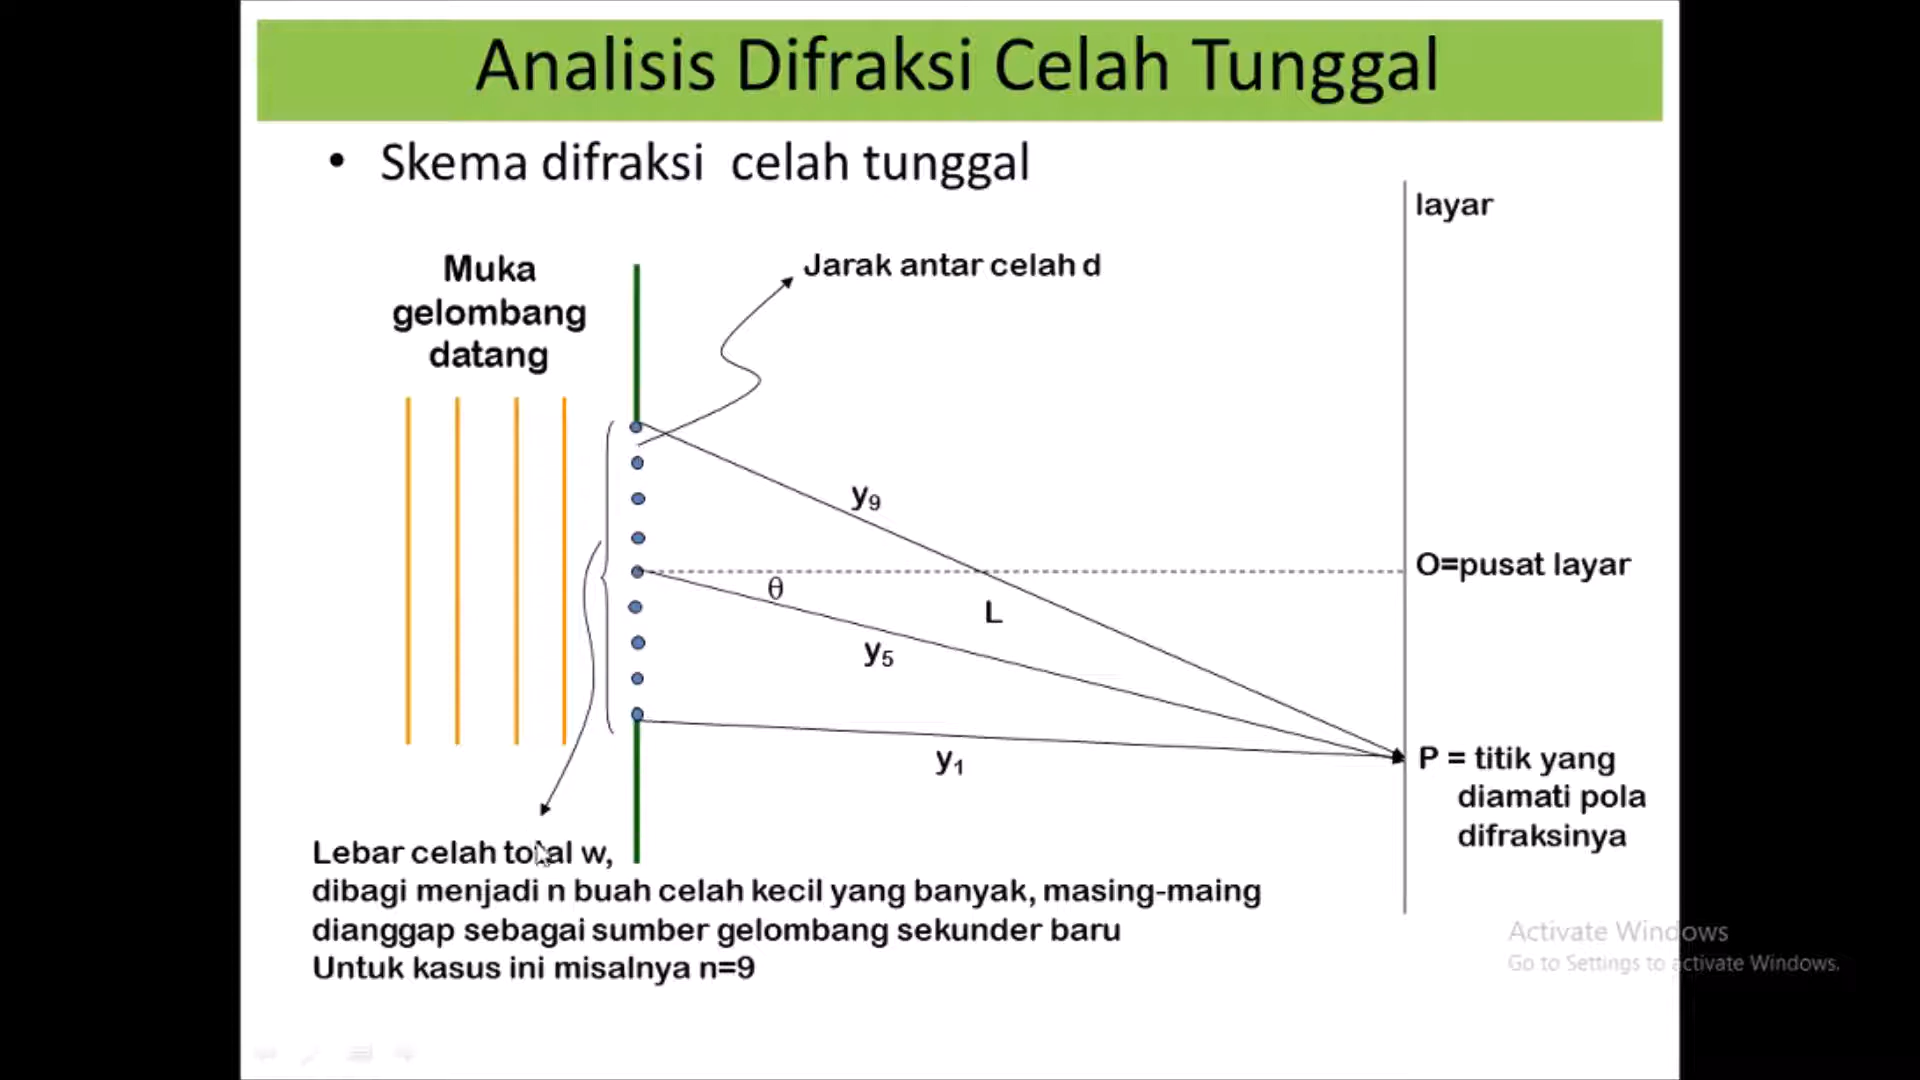 Analisis Difraksi Celah Tunggal
• Skema difraksi celah tunggal
layar
Muka
gelombang
datang
Jarak antar celah d
y9
O=pusat layar
θ
L
y5
y1
P = titik yang
diamati pola
difraksinya
Lebar celah total w,
dibagi menjadi n buah celah kecil yang banyak, masing-maing
dianggap sebagai sumber gelombang sekunder baru
Untuk kasus ini misalnya n=9
Activate Windows
Go to Settings to activate Windows.